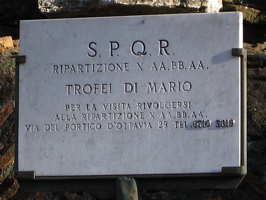 S.P.Q.R.
RIPARTIZIONE X AA.BB.AA.
TROFEI DI MARIO
PER LA VISITA RIVOLGERSI
ALLA RIPARTIZIONE X AA.BB.AA.
VIA DEL PORTICO D'OTTAVIA 29 TEL